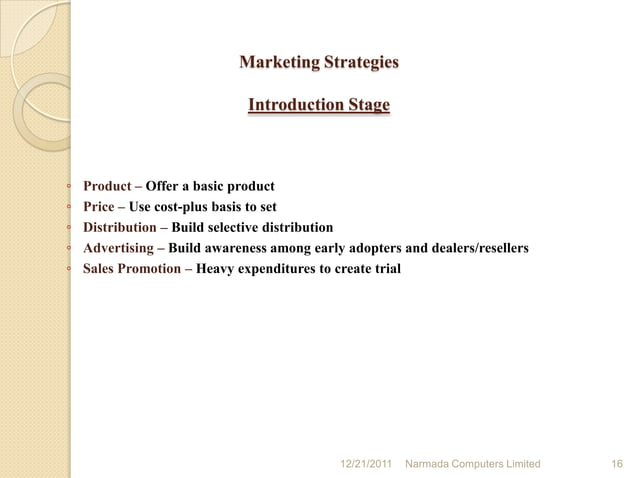 Marketing Strategies
Introduction Stage
◦ Product – Offer a basic product
◦ Price – Use cost-plus basis to set
◦ Distribution – Build selective distribution
◦ Advertising – Build awareness among early adopters and dealers/resellers
◦ Sales Promotion – Heavy expenditures to create trial
12/21/2011 Narmada Computers Limited 16